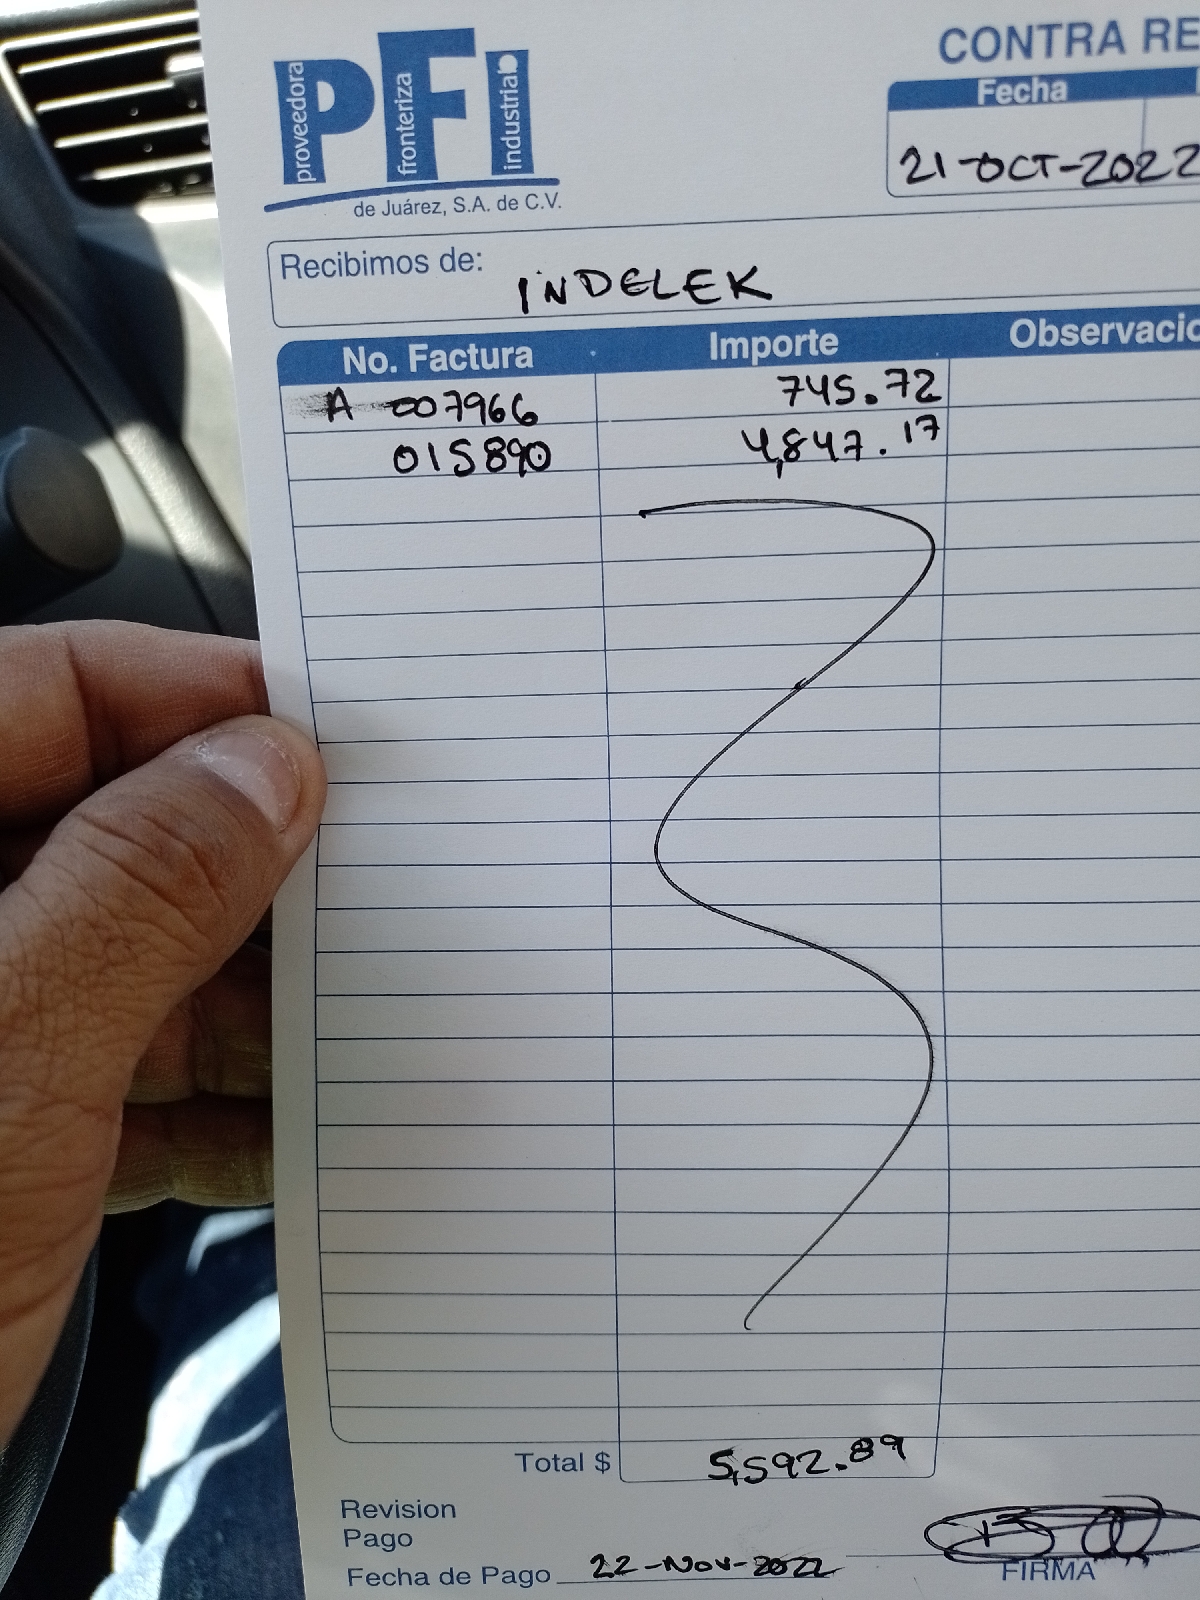 PFI
proveedora fronteriza industrial
de Juárez, S.A. de C.V.
CONTRA RE
Fecha
21-OCT-2022
Recibimos de: INDELEK
No. Factura Importe Observacio
A 007966 745.72
015890 4,847.17
Total $ 5,592.89
Revision
Pago
Fecha de Pago 22-NOV-2022
FIRMA